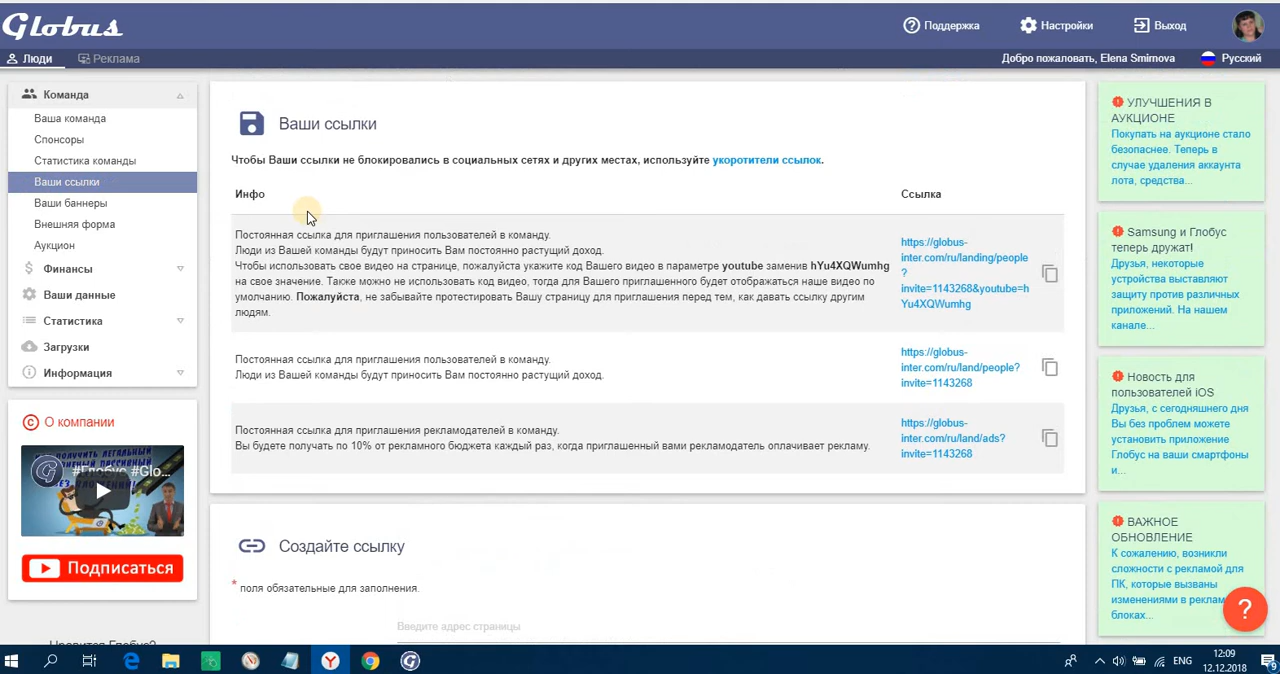 Globus
Поддержка
Настройки
Выход
Люди
Реклама
Добро пожаловать, Elena Smirnova
Русский
Команда
Ваша команда
Спонсоры
Статистика команды
Ваши ссылки
Ваши баннеры
Внешняя форма
Аукцион
Финансы
Ваши данные
Статистика
Загрузки
Информация
О компании
ПОЛУЧИТЬ ЛЕГАЛЬНЫЙ
#Глобус #Glo...
Подписаться
Нравится Глобус?
Ваши ссылки
Чтобы Ваши ссылки не блокировались в социальных сетях и других местах, используйте укоротители ссылок.
Инфо
Ссылка
Постоянная ссылка для приглашения пользователей в команду.
Люди из Вашей команды будут приносить Вам постоянно растущий доход.
Чтобы использовать свое видео на странице, пожалуйста укажите код Вашего видео в параметре youtube заменив hYu4XQWumhg
на свое значение. Также можно не использовать код видео, тогда для Вашего приглашенного будет отображаться наше видео по
умолчанию. Пожалуйста, не забывайте протестировать Вашу страницу для приглашения перед тем, как давать ссылку другим
людям.
https://globus-
inter.com/ru/landing/people
?
invite=1143268&youtube=h
Yu4XQWumhg
Постоянная ссылка для приглашения пользователей в команду.
Люди из Вашей команды будут приносить Вам постоянно растущий доход.
https://globus-
inter.com/ru/land/people?
invite=1143268
Постоянная ссылка для приглашения рекламодателей в команду.
Вы будете получать по 10% от рекламного бюджета каждый раз, когда приглашенный вами рекламодатель оплачивает рекламу.
https://globus-
inter.com/ru/land/ads?
invite=1143268
Создайте ссылку
* поля обязательные для заполнения.
Введите адрес страницы
УЛУЧШЕНИЯ В
АУКЦИОНЕ
Покупать на аукционе стало
безопаснее. Теперь в
случае удаления аккаунта
лота, средства...
Samsung и Глобус
теперь дружат!
Друзья, некоторые
устройства выставляют
защиту против различных
приложений. На нашем
канале...
Новость для
пользователей iOS
Друзья, с сегодняшнего дня
Вы без проблем можете
установить приложение
Глобус на ваши смартфоны
и...
ВАЖНОЕ
ОБНОВЛЕНИЕ
К сожалению, возникли
сложности с рекламой для
ПК, которые вызваны
изменениями в реклам
блоках...
?
ENG
12:09
12.12.2018
9